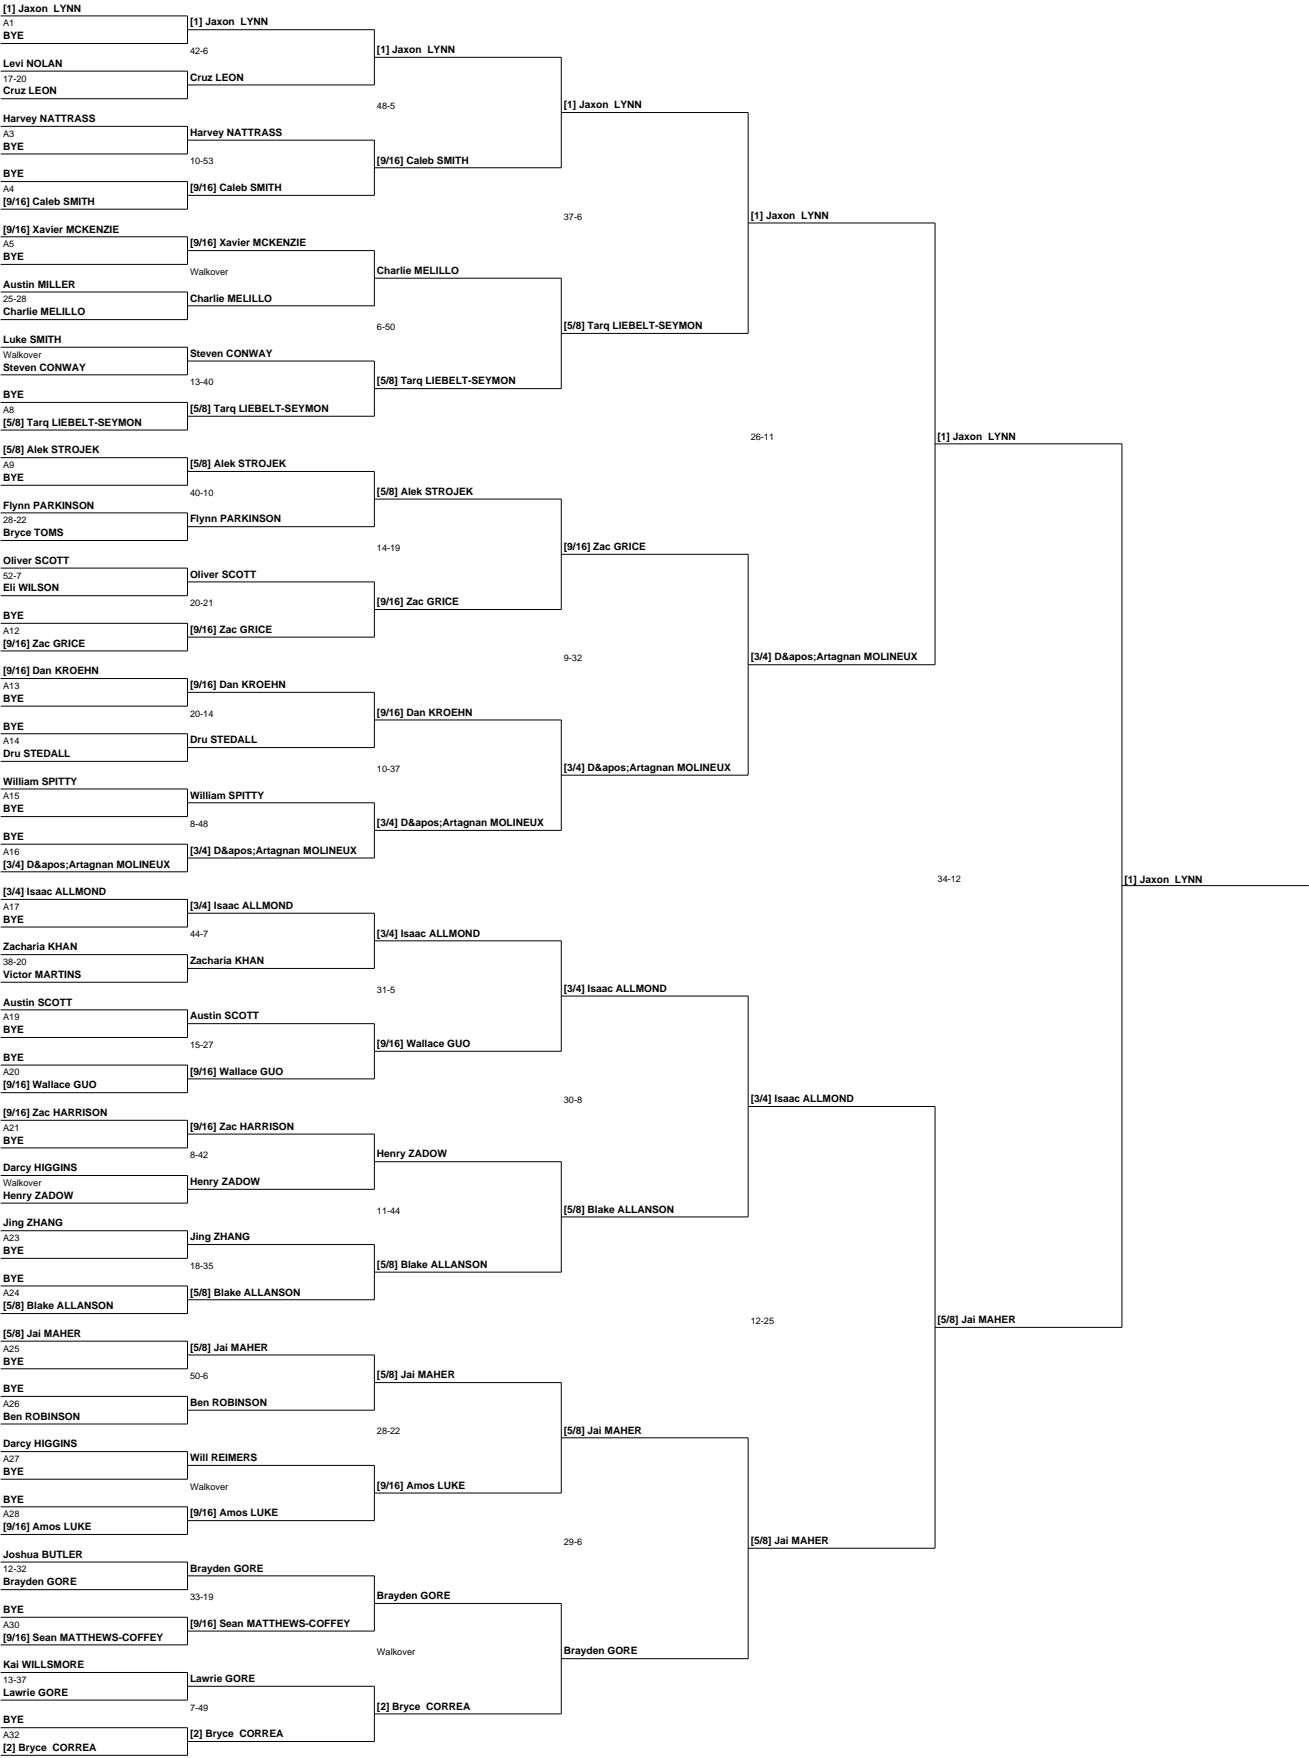 [1] Jaxon  LYNN
A1
BYE
[1] Jaxon  LYNN
42-6
Levi NOLAN
17-20
Cruz LEON
Cruz LEON
[1] Jaxon  LYNN
48-5
Harvey NATTRASS
A3
BYE
Harvey NATTRASS
10-53
BYE
A4
[9/16] Caleb SMITH
[9/16] Caleb SMITH
[9/16] Caleb SMITH
[1] Jaxon  LYNN
37-6
[9/16] Xavier MCKENZIE
A5
BYE
[9/16] Xavier MCKENZIE
Walkover
Austin MILLER
25-28
Charlie MELILLO
Charlie MELILLO
Charlie MELILLO
6-50
Luke SMITH
Walkover
Steven CONWAY
Steven CONWAY
13-40
BYE
A8
[5/8] Tarq LIEBELT-SEYMON
[5/8] Tarq LIEBELT-SEYMON
[5/8] Tarq LIEBELT-SEYMON
[5/8] Tarq LIEBELT-SEYMON
[1] Jaxon  LYNN
26-11
[5/8] Alek STROJEK
A9
BYE
[5/8] Alek STROJEK
40-10
Flynn PARKINSON
28-22
Bryce TOMS
Flynn PARKINSON
[5/8] Alek STROJEK
14-19
Oliver SCOTT
52-7
Eli WILSON
Oliver SCOTT
20-21
BYE
A12
[9/16] Zac GRICE
[9/16] Zac GRICE
[9/16] Zac GRICE
[9/16] Zac GRICE
9-32
[9/16] Dan KROEHN
A13
BYE
[9/16] Dan KROEHN
20-14
BYE
A14
Dru STEDALL
Dru STEDALL
[9/16] Dan KROEHN
10-37
William SPITTY
A15
BYE
William SPITTY
8-48
BYE
A16
[3/4] D&apos;Artagnan MOLINEUX
[3/4] D&apos;Artagnan MOLINEUX
[3/4] D&apos;Artagnan MOLINEUX
[3/4] D&apos;Artagnan MOLINEUX
[3/4] D&apos;Artagnan MOLINEUX
[1] Jaxon  LYNN
34-12
[1] Jaxon  LYNN
[3/4] Isaac ALLMOND
A17
BYE
[3/4] Isaac ALLMOND
44-7
Zacharia KHAN
38-20
Victor MARTINS
Zacharia KHAN
[3/4] Isaac ALLMOND
31-5
Austin SCOTT
A19
BYE
Austin SCOTT
15-27
BYE
A20
[9/16] Wallace GUO
[9/16] Wallace GUO
[9/16] Wallace GUO
[3/4] Isaac ALLMOND
30-8
[9/16] Zac HARRISON
A21
BYE
[9/16] Zac HARRISON
8-42
Darcy HIGGINS
Walkover
Henry ZADOW
Henry ZADOW
Henry ZADOW
11-44
Jing ZHANG
A23
BYE
Jing ZHANG
18-35
BYE
A24
[5/8] Blake ALLANSON
[5/8] Blake ALLANSON
[5/8] Blake ALLANSON
[5/8] Blake ALLANSON
[3/4] Isaac ALLMOND
12-25
[5/8] Jai MAHER
A25
BYE
[5/8] Jai MAHER
50-6
BYE
A26
Ben ROBINSON
Ben ROBINSON
[5/8] Jai MAHER
28-22
Darcy HIGGINS
A27
BYE
Will REIMERS
Walkover
BYE
A28
[9/16] Amos LUKE
[9/16] Amos LUKE
[9/16] Amos LUKE
[5/8] Jai MAHER
29-6
Joshua BUTLER
12-32
Brayden GORE
Brayden GORE
33-19
BYE
A30
[9/16] Sean MATTHEWS-COFFEY
[9/16] Sean MATTHEWS-COFFEY
Brayden GORE
Walkover
Kai WILLSMORE
13-37
Lawrie GORE
Lawrie GORE
7-49
BYE
A32
[2] Bryce  CORREA
[2] Bryce  CORREA
[2] Bryce  CORREA
Brayden GORE
[5/8] Jai MAHER
[5/8] Jai MAHER